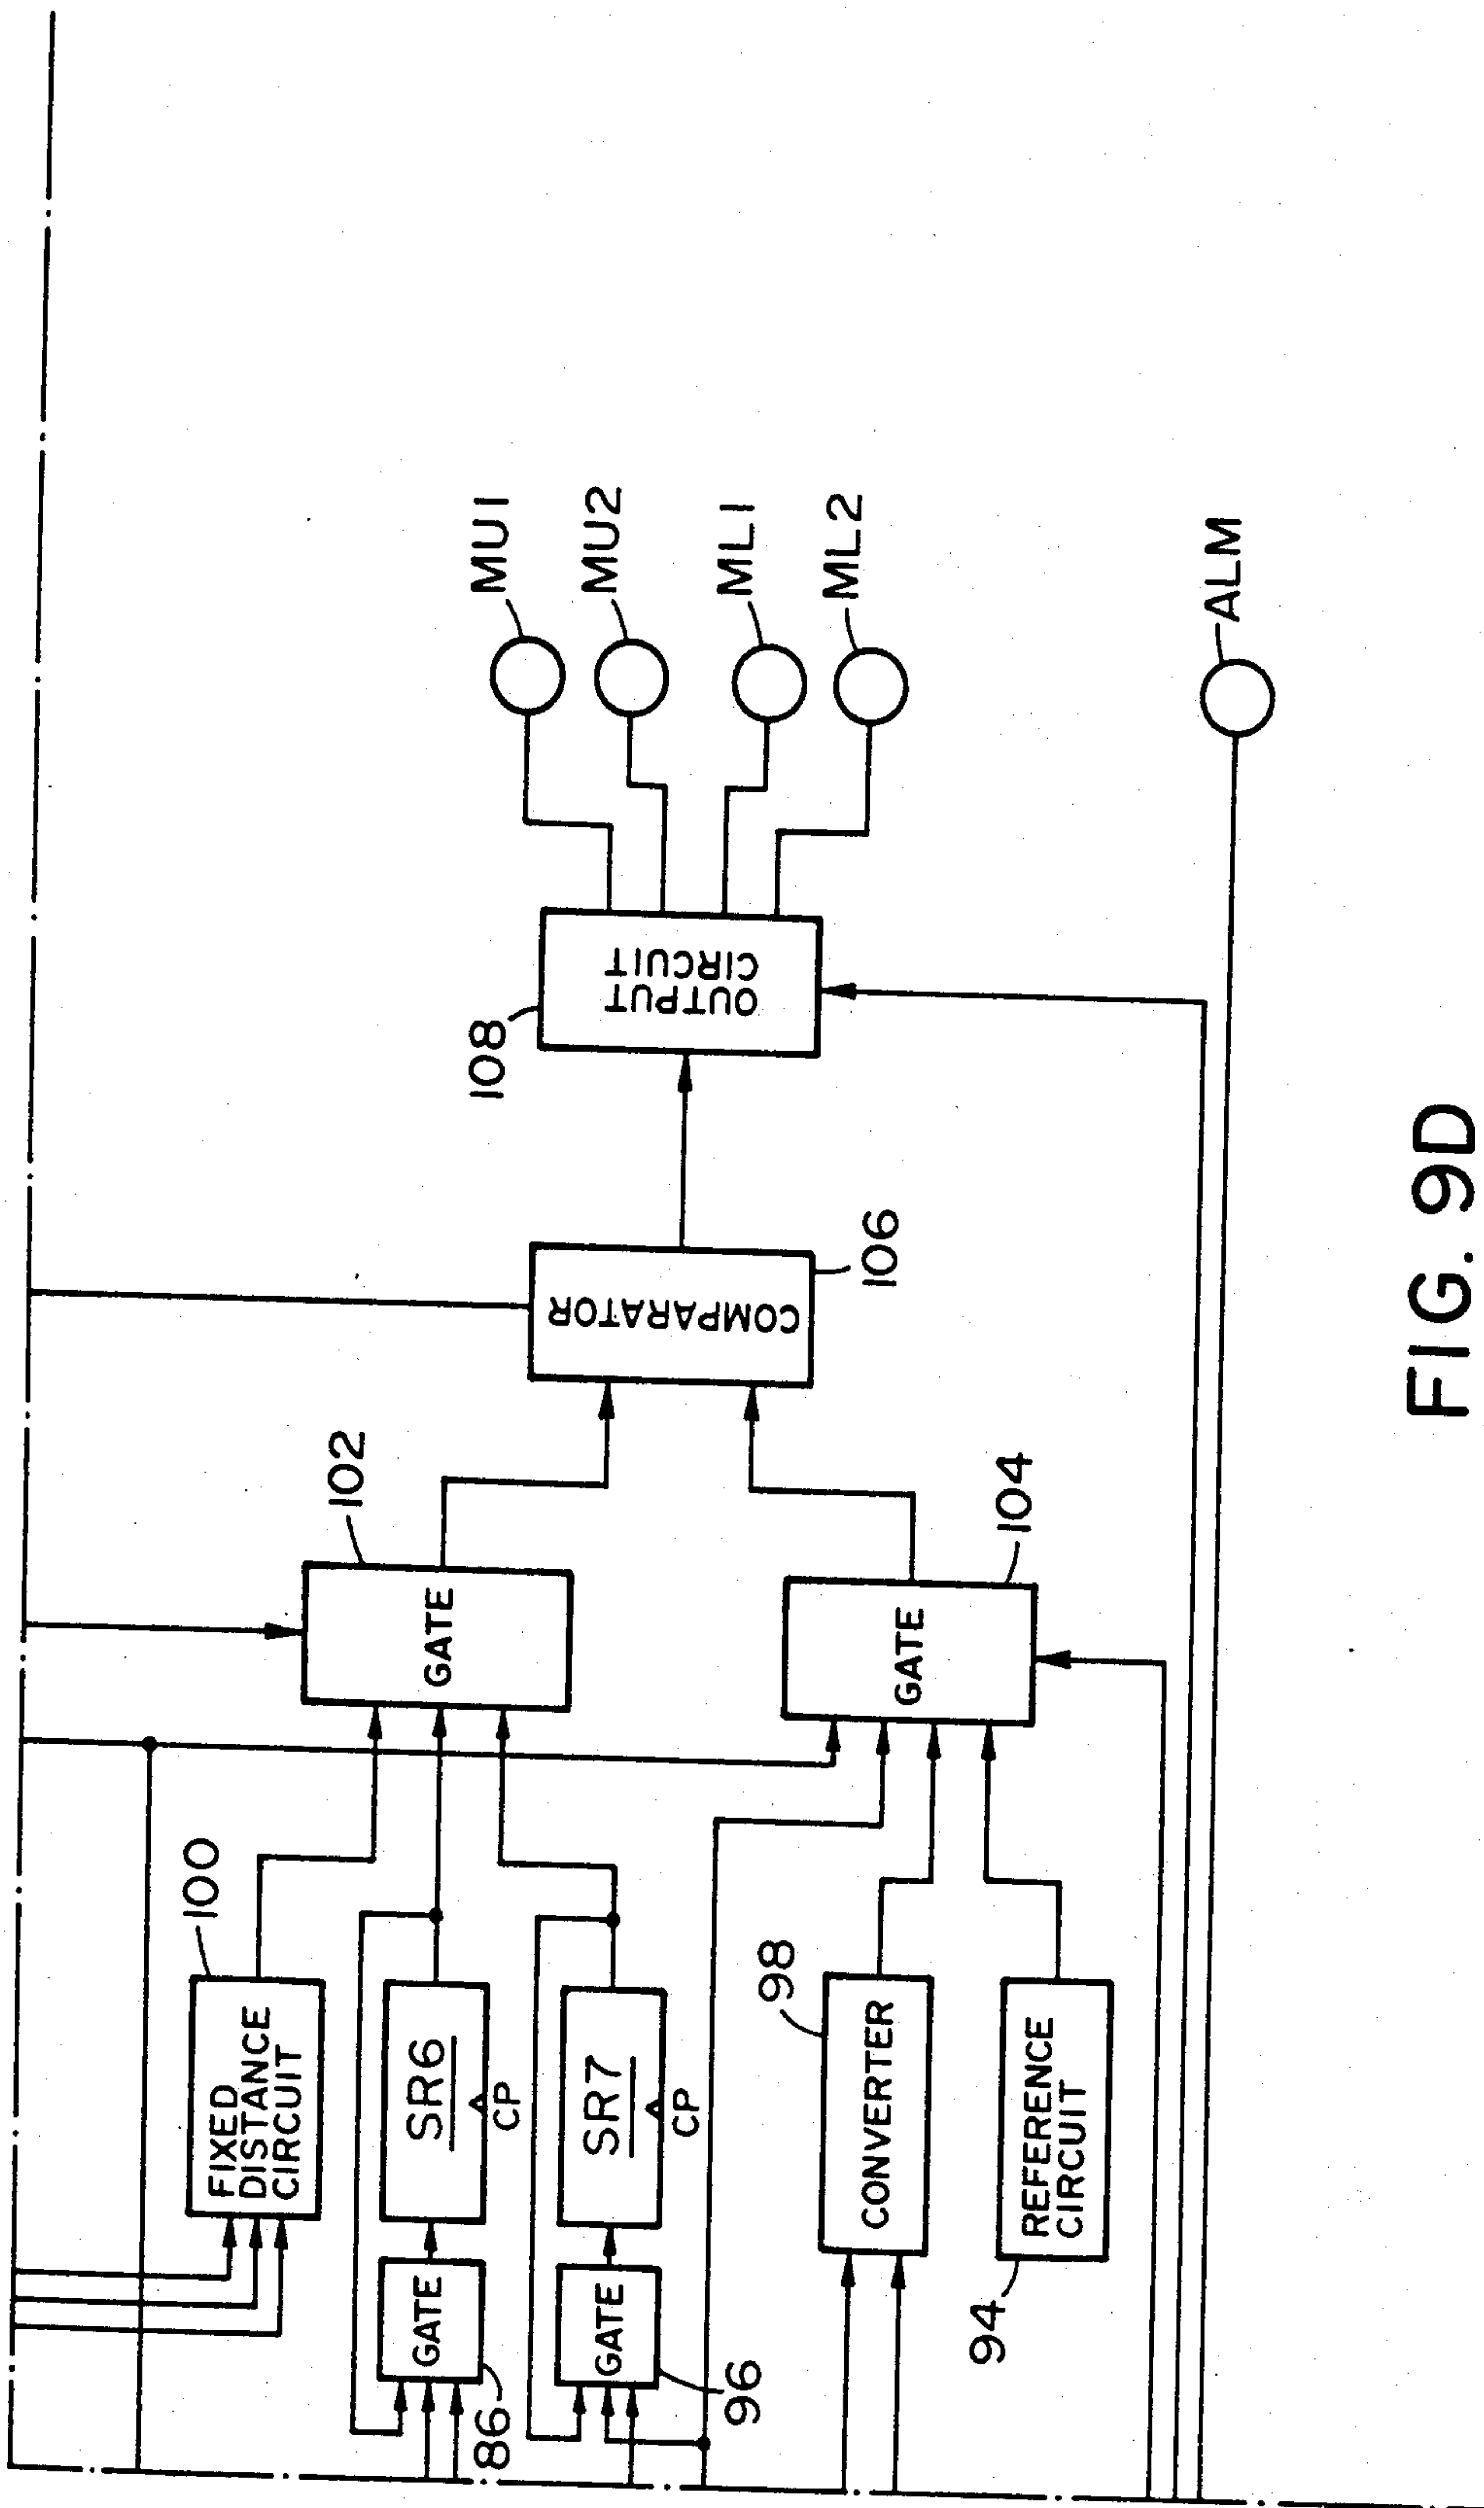 100
FIXED
DISTANCE
CIRCUIT
102
GATE
86
GATE
SR6
CP
96
GATE
SR7
CP
98
CONVERTER
94
REFERENCE
CIRCUIT
104
GATE
106
COMPARATOR
108
OUTPUT
CIRCUIT
MU1
MU2
ML1
ML2
ALM
FIG. 9D